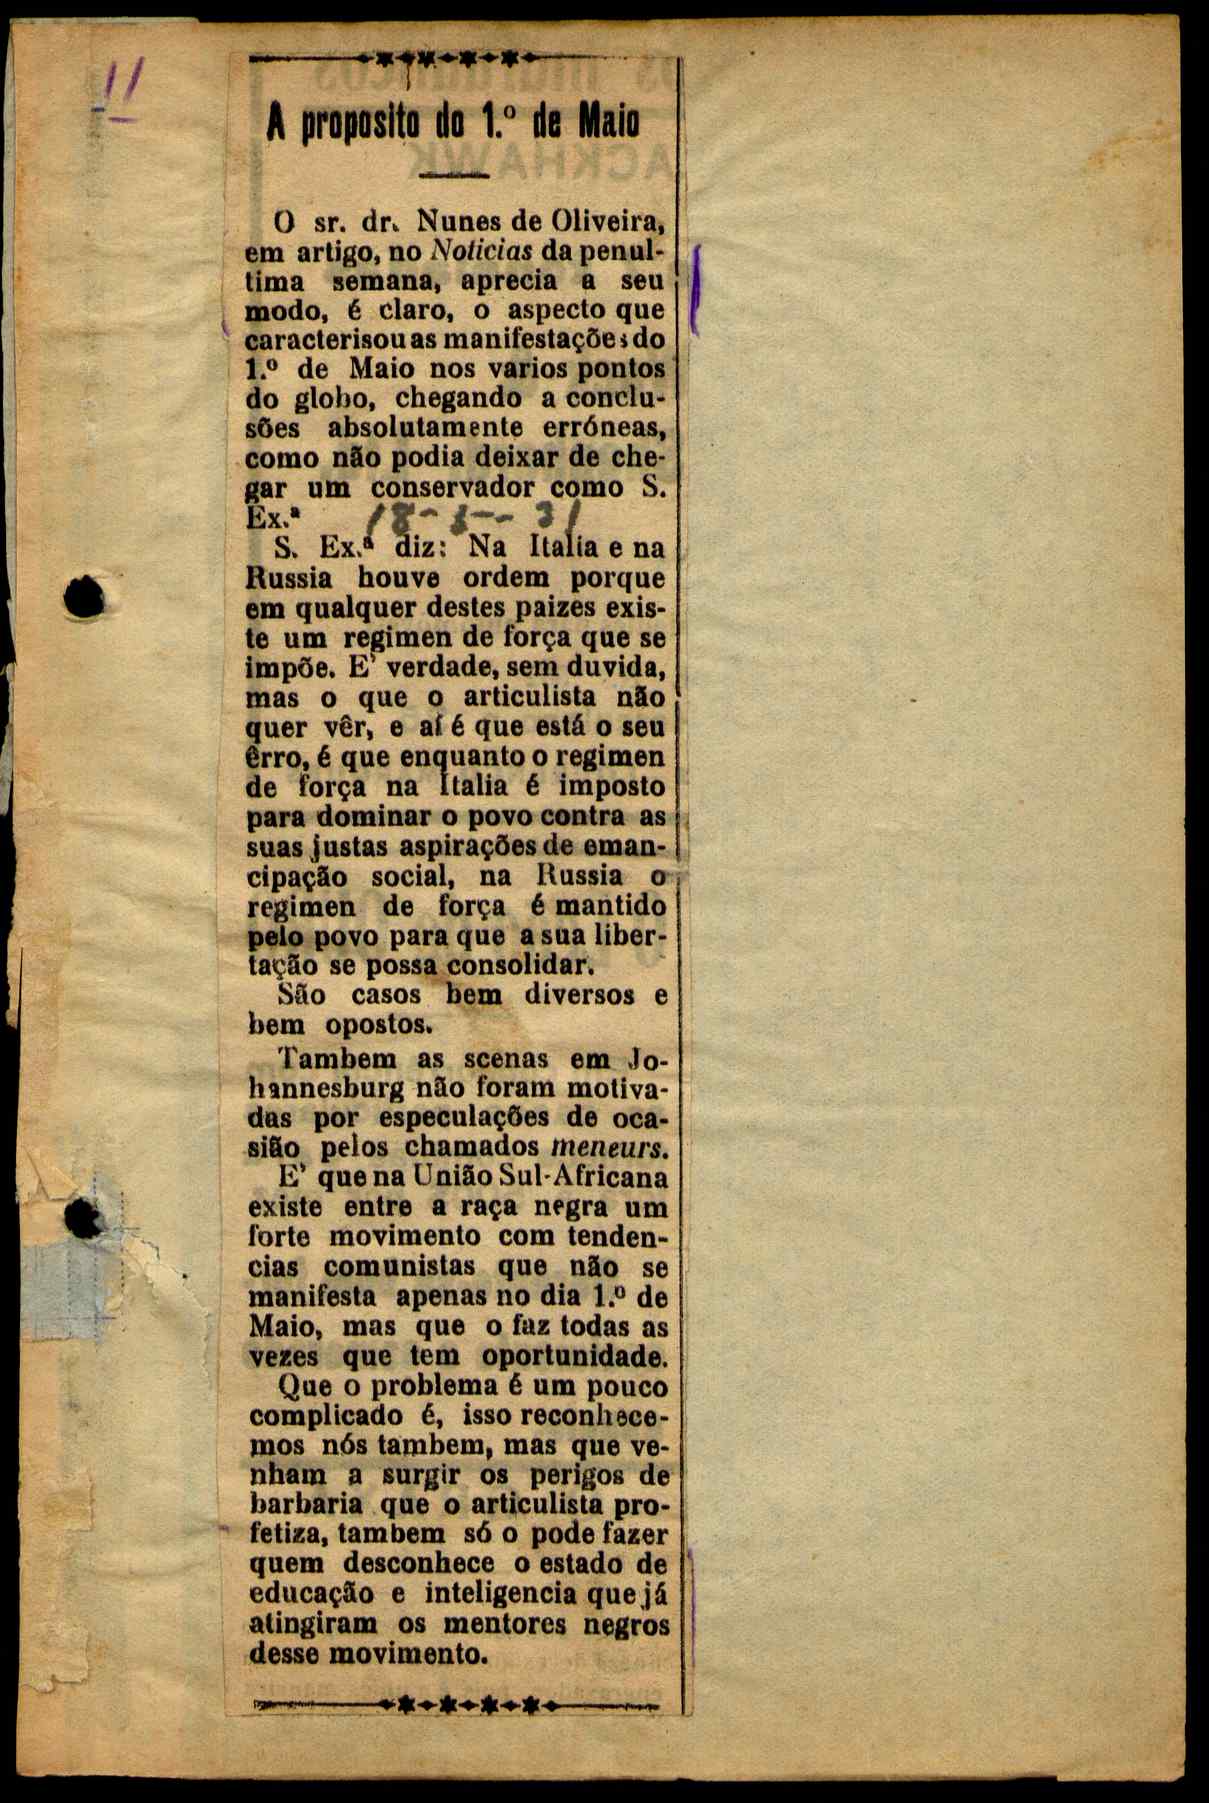 11
A proposito do 1.º de Maio
O sr. dr. Nunes de Oliveira,
em artigo, no Noticias da penul-
tima semana, aprecia a seu
modo, é claro, o aspecto que
caracterisou as manifestações do
1.º de Maio nos varios pontos
do globo, chegando a conclu-
sões absolutamente erróneas,
como não podia deixar de che-
gar um conservador como S.
Ex.ª
18-5-31
S. Ex.ª diz: Na Italia e na
Russia houve ordem porque
em qualquer destes paizes exis-
te um regimen de força que se
impõe. E' verdade, sem duvida,
mas o que o articulista não
quer vêr, e aí é que está o seu
êrro, é que enquanto o regimen
de força na Italia é imposto
para dominar o povo contra as
suas justas aspirações de eman-
cipação social, na Russia o
regimen de força é mantido
pelo povo para que a sua liber-
tação se possa consolidar.
São casos bem diversos e
bem opostos.
Tambem as scenas em Jo-
hannesburg não foram motiva-
das por especulações de oca-
sião pelos chamados meneurs.
E' que na União Sul-Africana
existe entre a raça negra um
forte movimento com tenden-
cias comunistas que não se
manifesta apenas no dia 1.º de
Maio, mas que o faz todas as
vezes que tem oportunidade.
Que o problema é um pouco
complicado é, isso reconhece-
mos nós tambem, mas que ve-
nham a surgir os perigos de
barbaria que o articulista pro-
fetiza, tambem só o pode fazer
quem desconhece o estado de
educação e inteligencia que já
atingiram os mentores negros
desse movimento.